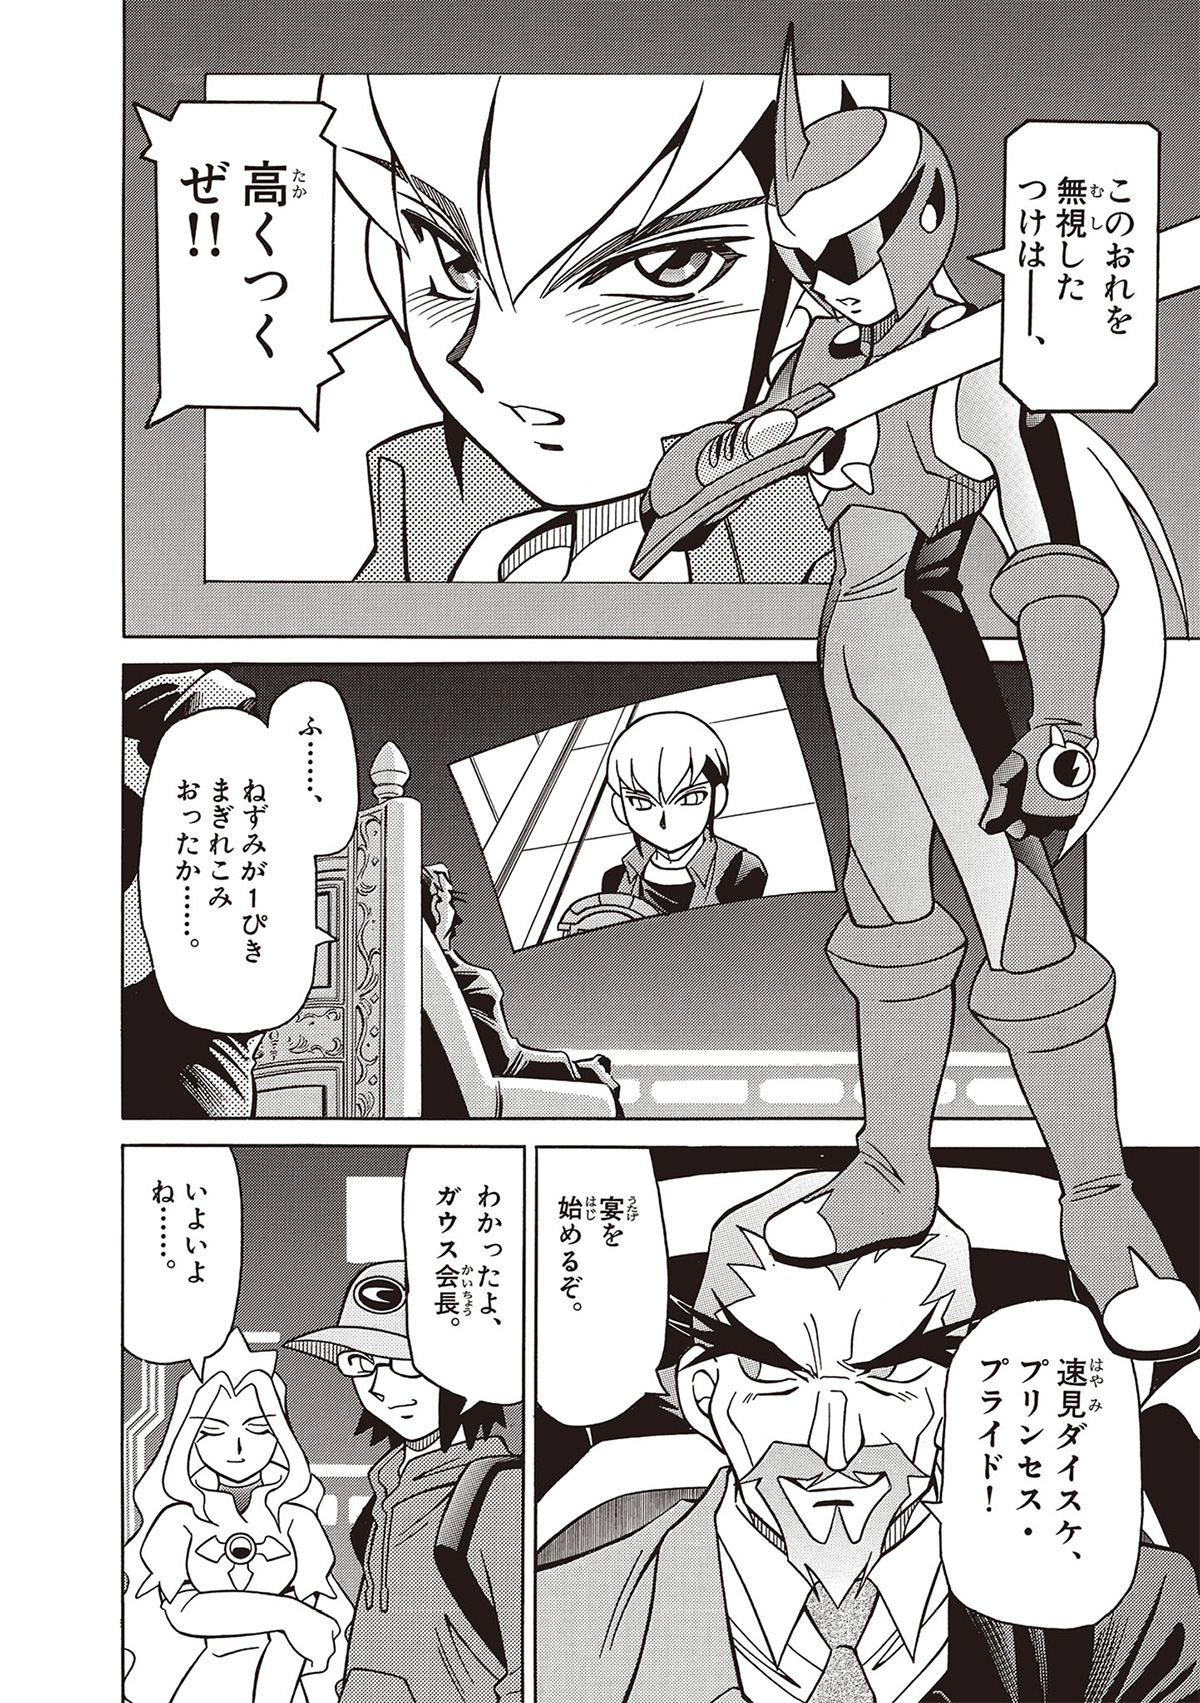 このおれを
無視した
つけは――、
高くつく
ぜ!!
ふ……、
ねずみが1ぴき
まぎれこみ
おったか……。
速見ダイスケ、
プリンセス・
プライド!
宴を
始めるぞ。
わかったよ、
ガウス会長。
いよいよ
ね……。